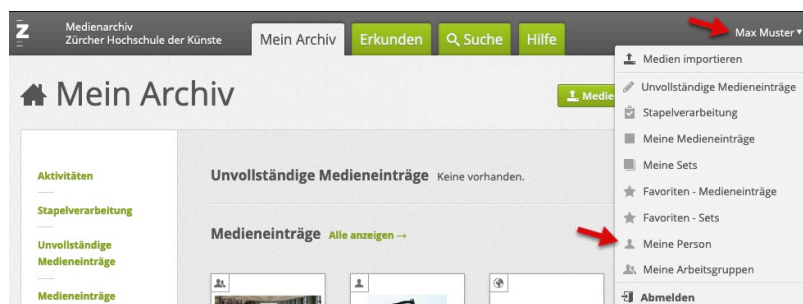 Z
Medienarchiv
Zürcher Hochschule der Künste
Mein Archiv
Erkunden
Suche
Hilfe
Max Muster
Mein Archiv
Medie
Medien importieren
Unvollständige Medieneinträge
Stapelverarbeitung
Meine Medieneinträge
Meine Sets
Favoriten - Medieneinträge
Favoriten - Sets
Meine Person
Meine Arbeitsgruppen
Abmelden
Aktivitäten
Stapelverarbeitung
Unvollständige
Medieneinträge
Medieneinträge
Unvollständige Medieneinträge Keine vorhanden.
Medieneinträge Alle anzeigen →